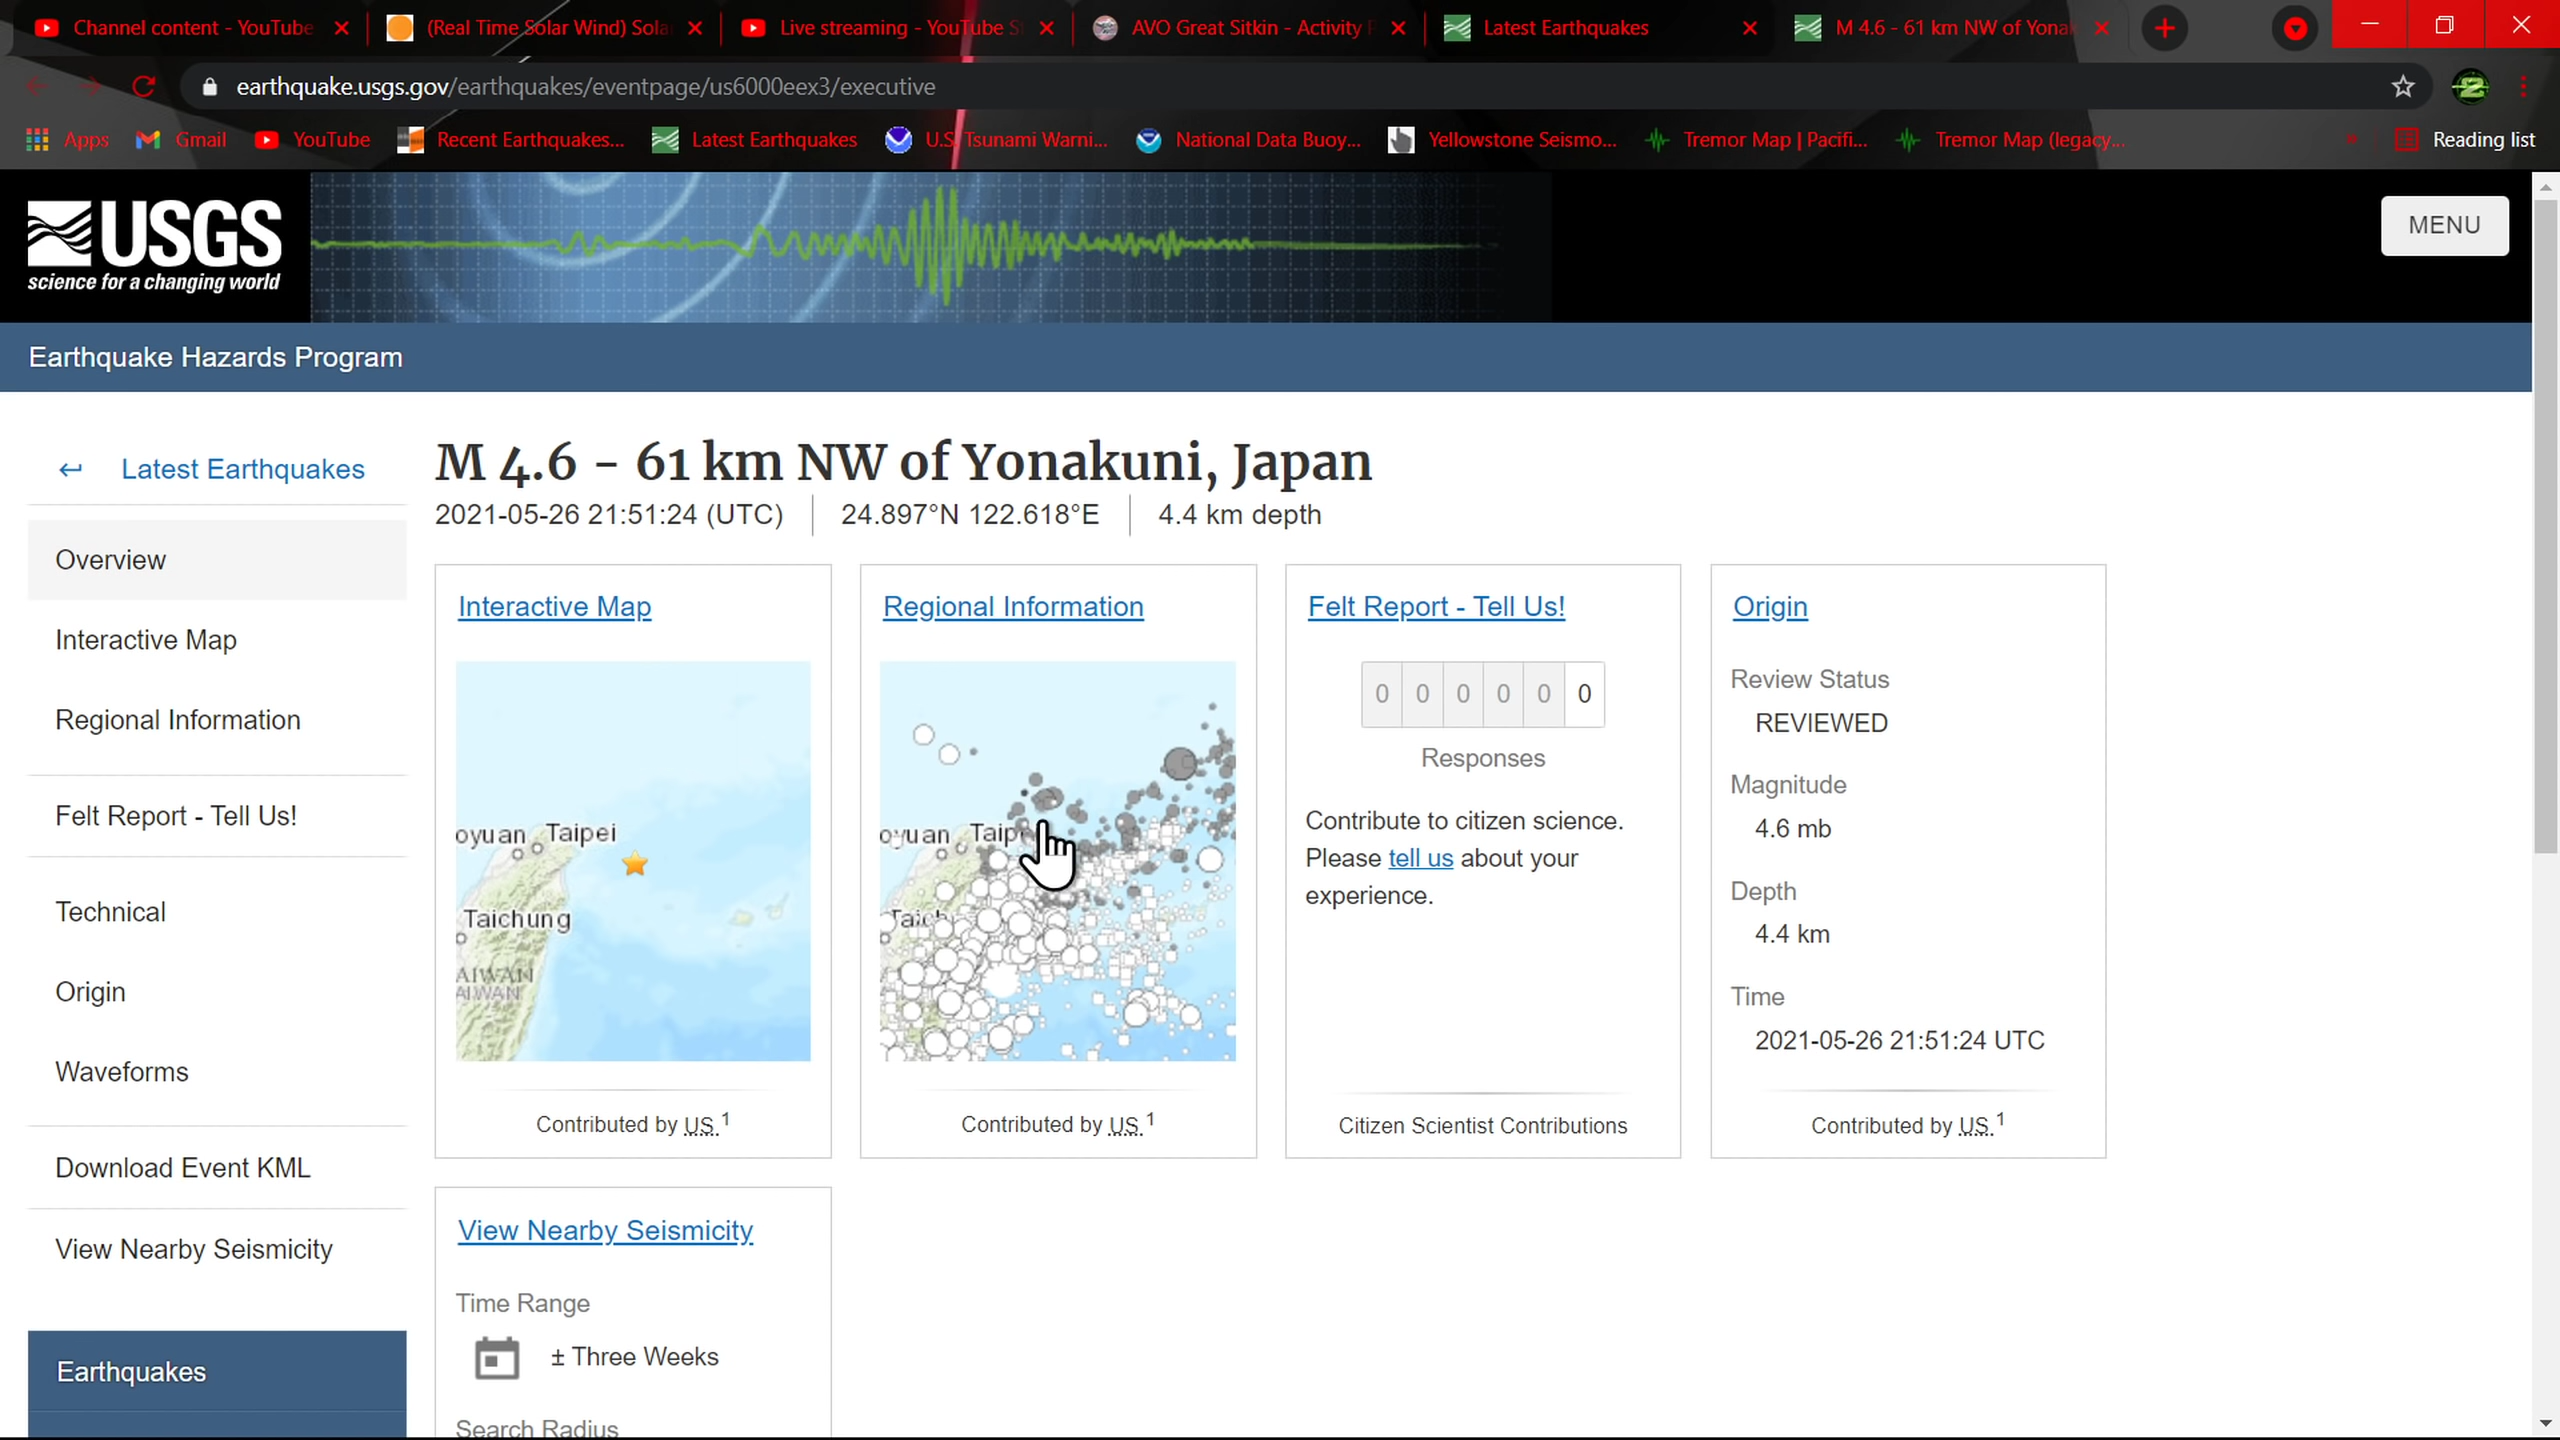 Channel content - YouTube
(Real Time Solar Wind) Sola
Live streaming - YouTube S
AVO Great Sitkin - Activity R
Latest Earthquakes
M 4.6 - 61 km NW of Yona
earthquake.usgs.gov/earthquakes/eventpage/us6000eex3/executive
Apps
Gmail
YouTube
Recent Earthquakes...
Latest Earthquakes
U.S. Tsunami Warni...
National Data Buoy...
Yellowstone Seismo...
Tremor Map | Pacifi...
Tremor Map (legacy...
Reading list
USGS
science for a changing world
MENU
Earthquake Hazards Program
Latest Earthquakes
Overview
Interactive Map
Regional Information
Felt Report - Tell Us!
Technical
Origin
Waveforms
Download Event KML
View Nearby Seismicity
Earthquakes
M 4.6 - 61 km NW of Yonakuni, Japan
2021-05-26 21:51:24 (UTC)
24.897°N 122.618°E
4.4 km depth
Interactive Map
oyuan
Taipei
Taichung
AIWAN
AIWAN
Contributed by US 1
Regional Information
oyuan
Taip
Contributed by US 1
Felt Report - Tell Us!
0 0 0 0 0 0
Responses
Contribute to citizen science.
Please tell us about your
experience.
Citizen Scientist Contributions
Origin
Review Status
REVIEWED
Magnitude
4.6 mb
Depth
4.4 km
Time
2021-05-26 21:51:24 UTC
Contributed by US 1
View Nearby Seismicity
Time Range
± Three Weeks
Search Radius